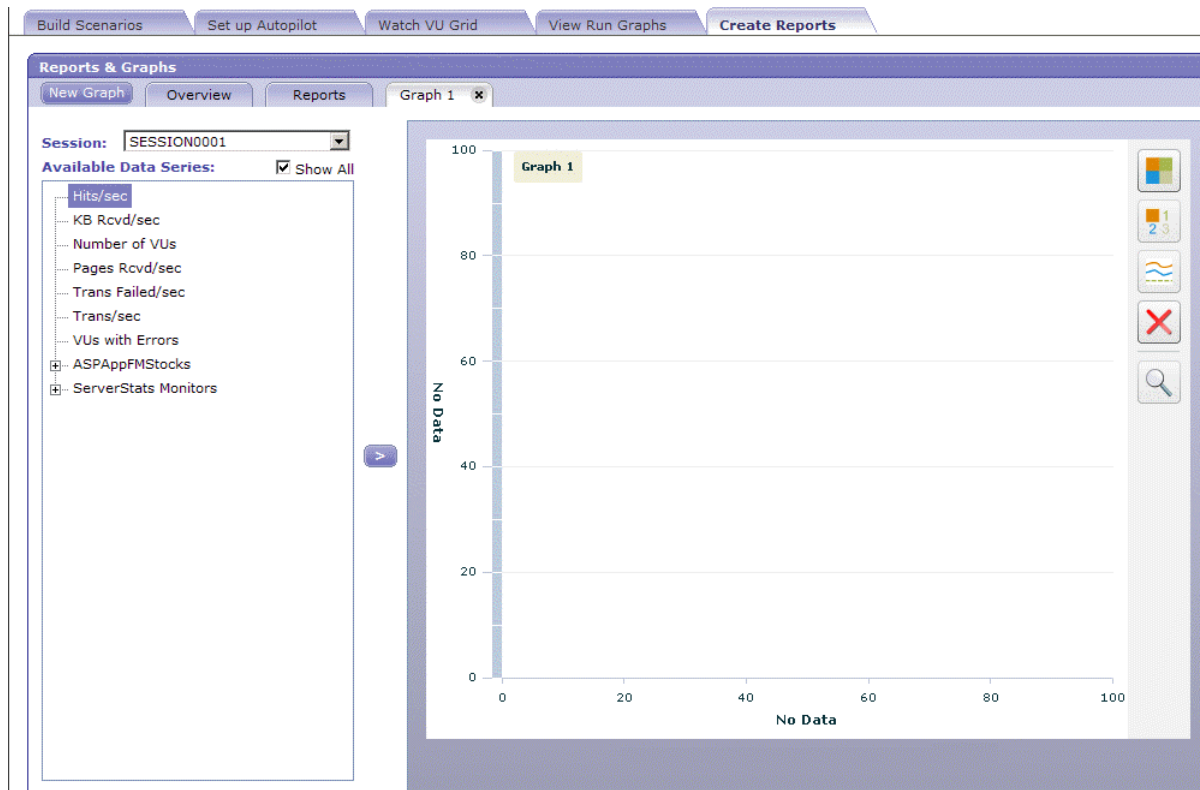 Build Scenarios Set up Autopilot Watch VU Grid View Run Graphs Create Reports
Reports & Graphs
New Graph Overview Reports Graph 1 x
Session: SESSION0001
Available Data Series: Show All
Hits/sec
KB Rcvd/sec
Number of VUs
Pages Rcvd/sec
Trans Failed/sec
Trans/sec
VUs with Errors
ASPAppFMStocks
ServerStats Monitors
>
Graph 1
100
80
60
40
20
0
No Data
0 20 40 60 80 100
No Data
1
2 3